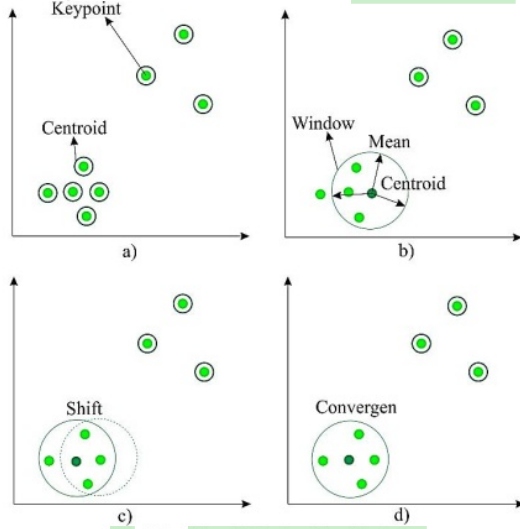 Keypoint
Centroid
a)
Window
Mean
Centroid
b)
Shift
c)
Convergen
d)